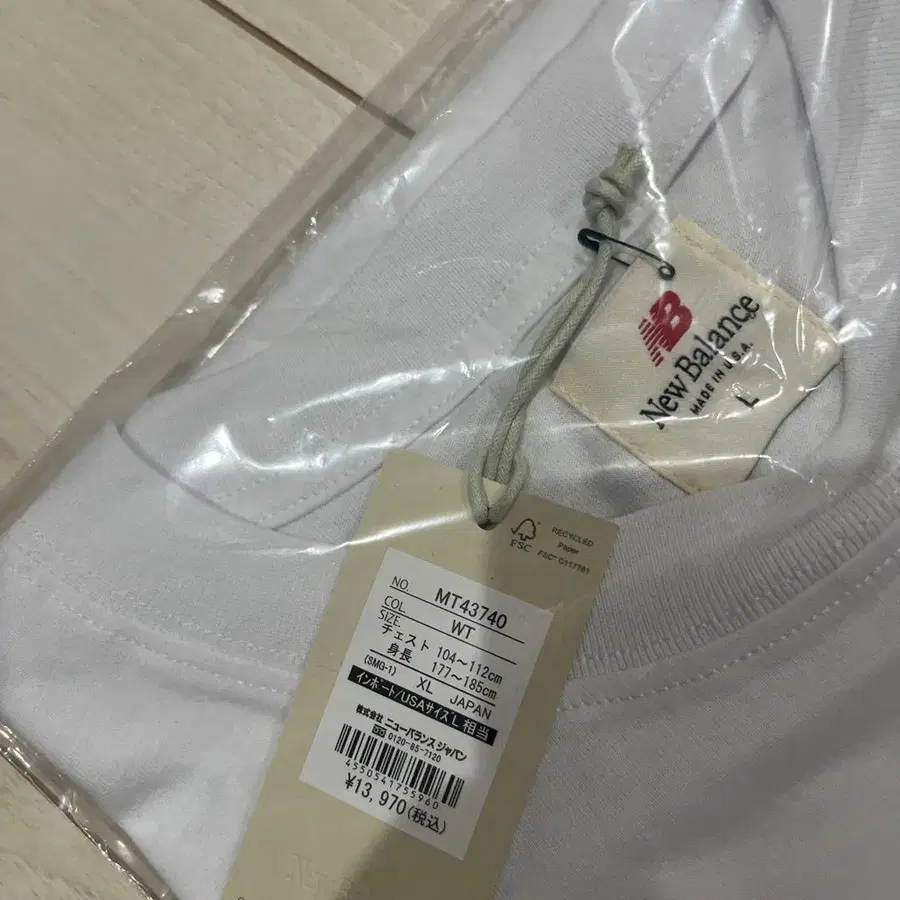 New Balance
MADE IN U.S.A.
L
FSC
RECYCLED
Paper
FSC® C117761
NO. MT43740
COL. WT
SIZE.
チェスト 104～112cm
身長 177～185cm
(SMG-1) XL JAPAN
インポート/USAサイズ L 相当
株式会社 ニューバランス ジャパン
0120-85-7120
4550541755960
¥13,970(税込)